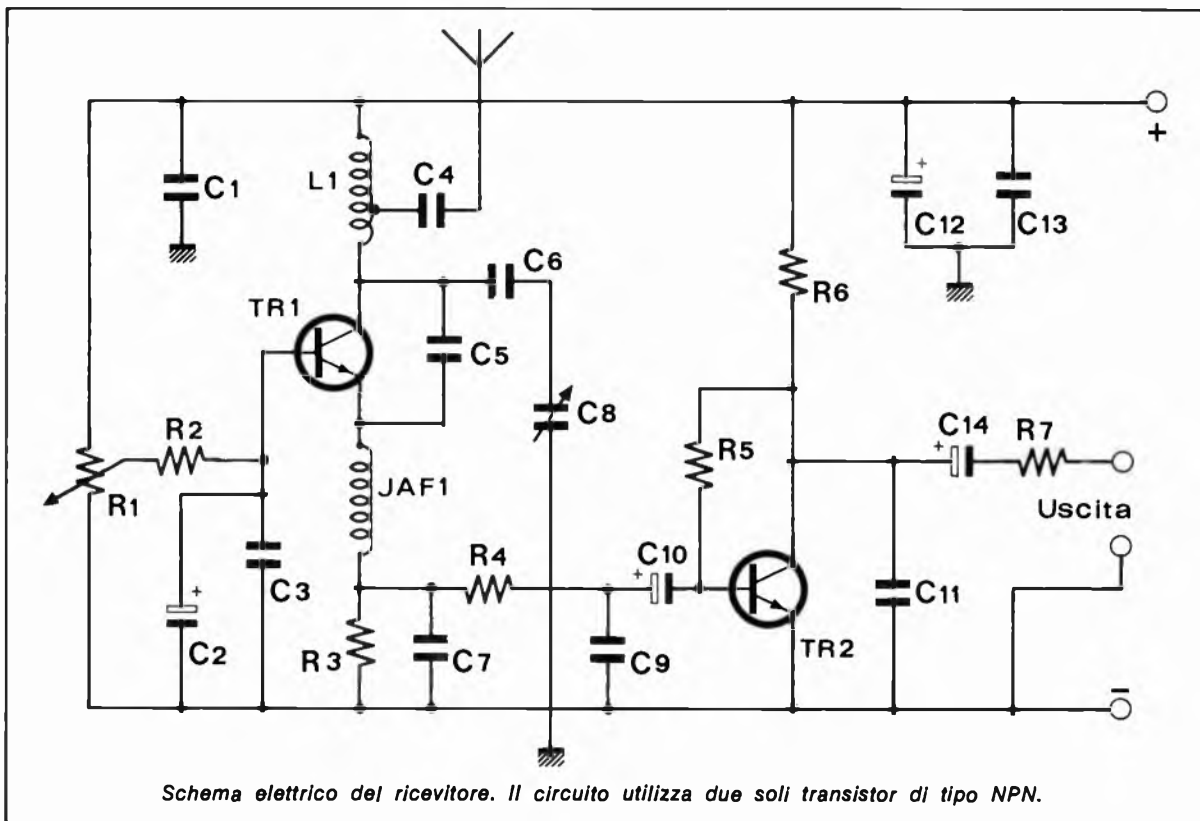 L1
C4
+
C1
C12
C13
C6
R6
TR1
C5
C8
R2
R5
C14
R7
+
R1
JAF1
Uscita
C3
R4
C10
+
C11
C2
+
R3
C7
C9
TR2
−
+
Schema elettrico del ricevitore. Il circuito utilizza due soli transistor di tipo NPN.